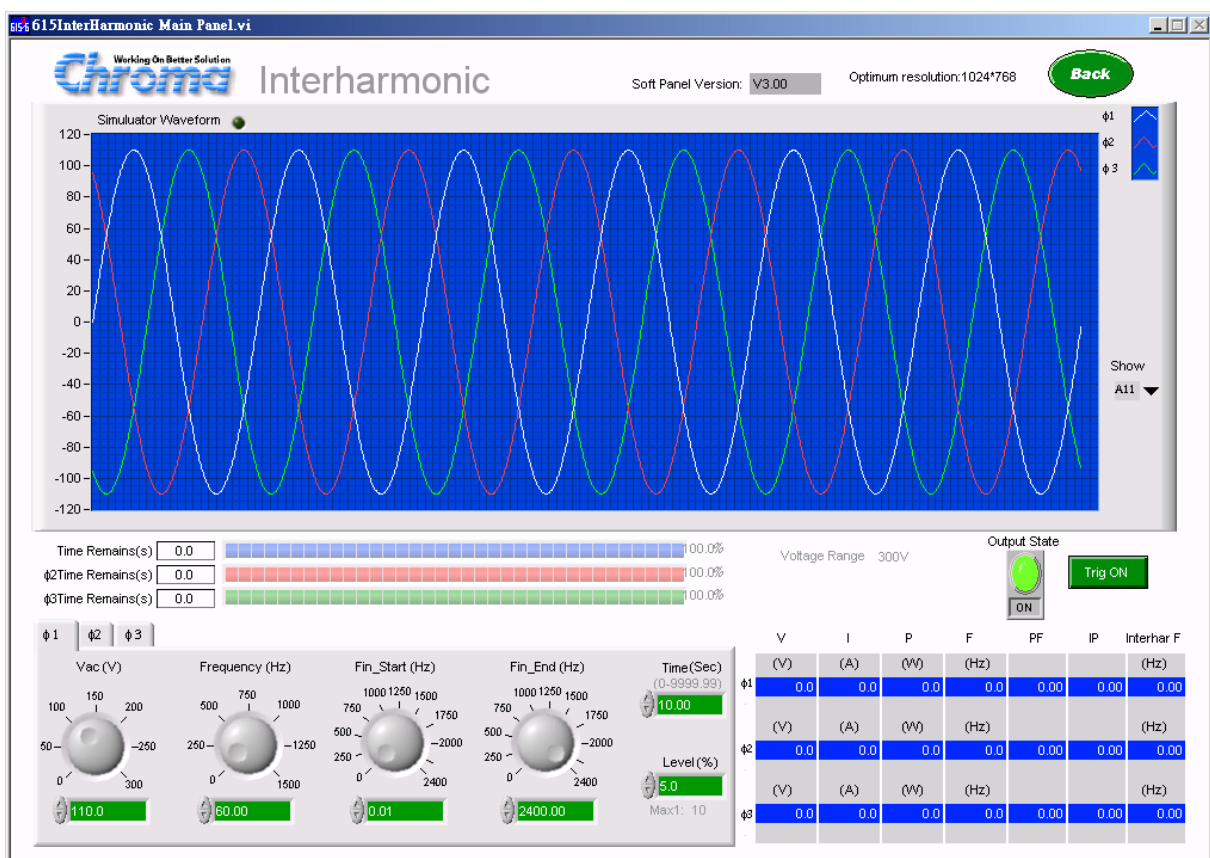 615InterHarmonic Main Panel.vi
Working On Better Solution
Chroma
Interharmonic
Soft Panel Version: V3.00
Optimum resolution:1024*768
Back
Simuluator Waveform
ϕ1
ϕ2
ϕ3
120
100
80
60
40
20
0
-20
-40
-60
-80
-100
-120
Show
A11
Time Remains(s) 0.0 100.0%
ϕ2Time Remains(s) 0.0 100.0%
ϕ3Time Remains(s) 0.0 100.0%
Voltage Range 300V
Output State
ON
Trig ON
ϕ1 ϕ2 ϕ3
Vac (V)
0 50 100 150 200 250 300
110.0
Frequency (Hz)
0 250 500 750 1000 1250 1500
60.00
Fin_Start (Hz)
0 250 500 750 1000 1250 1500 1750 2000 2400
0.01
Fin_End (Hz)
0 250 500 750 1000 1250 1500 1750 2000 2400
2400.00
Time(Sec)
(0-9999.99)
10.00
Level (%)
5.0
Max1: 10
V I P F PF IP Interhar F
(V) (A) (W) (Hz) (Hz)
ϕ1 0.0 0.0 0.0 0.0 0.00 0.00 0.00
(V) (A) (W) (Hz) (Hz)
ϕ2 0.0 0.0 0.0 0.0 0.00 0.00 0.00
(V) (A) (W) (Hz) (Hz)
ϕ3 0.0 0.0 0.0 0.0 0.00 0.00 0.00